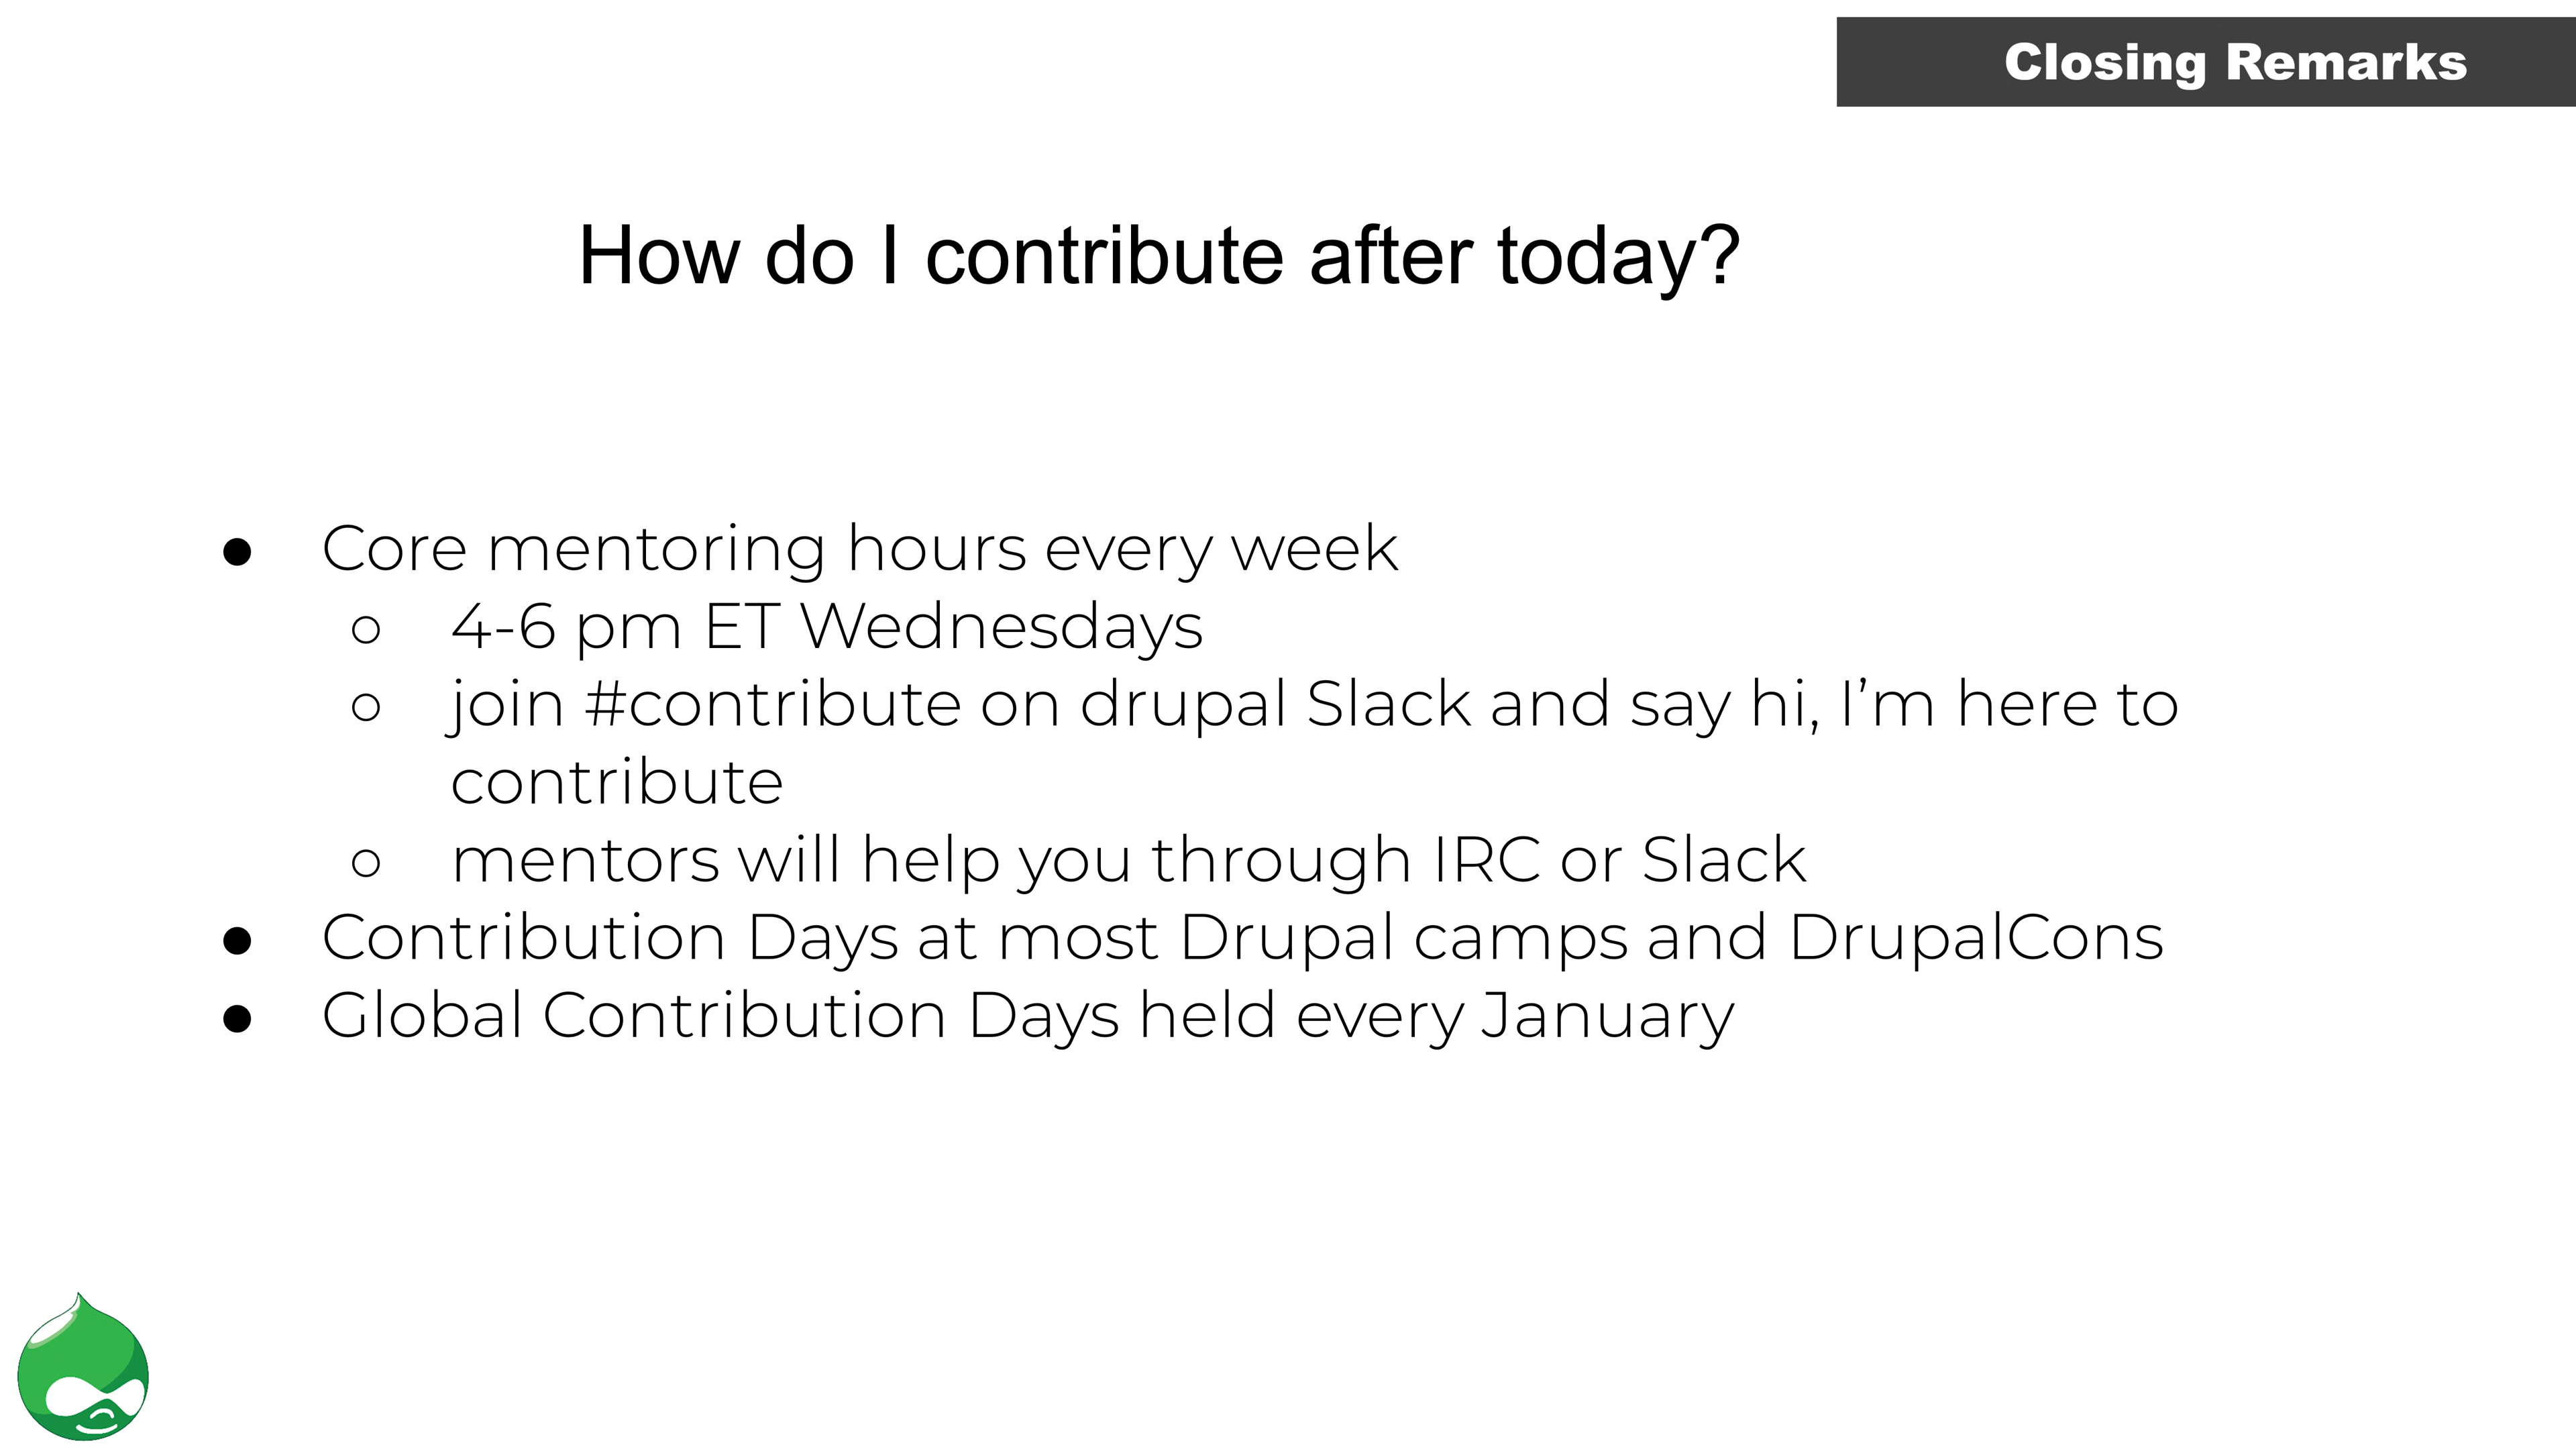 Closing Remarks
How do I contribute after today?
● Core mentoring hours every week
○ 4-6 pm ET Wednesdays
○ join #contribute on drupal Slack and say hi, I’m here to
contribute
○ mentors will help you through IRC or Slack
● Contribution Days at most Drupal camps and DrupalCons
● Global Contribution Days held every January